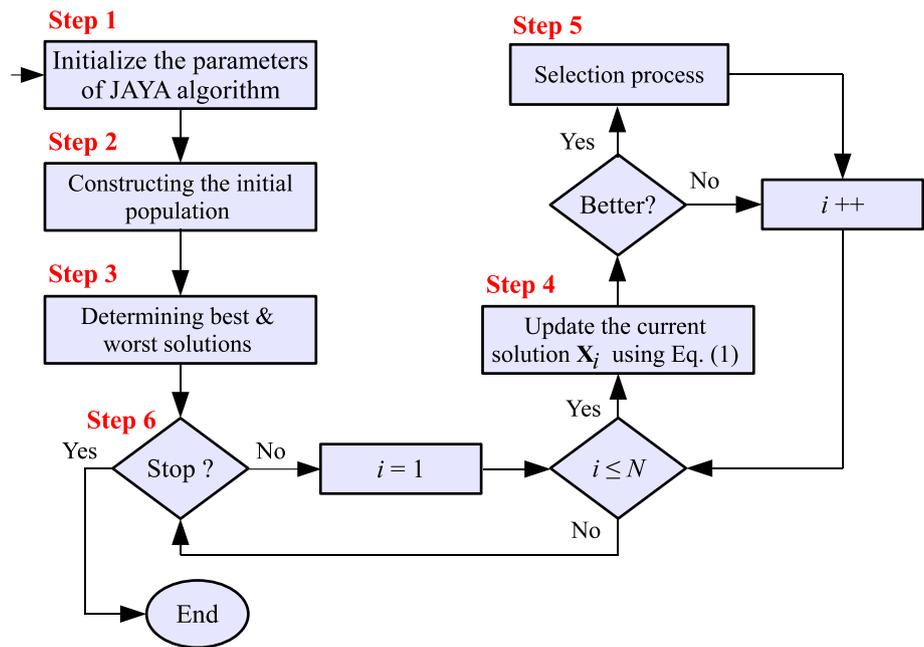 Step 1
Initialize the parameters
of JAYA algorithm
Step 2
Constructing the initial
population
Step 3
Determining best &
worst solutions
Step 6
Yes
Stop ?
No
i = 1
i ≤ N
No
End
Yes
Step 4
Update the current
solution Xi using Eq. (1)
Better?
Yes
No
Step 5
Selection process
i ++